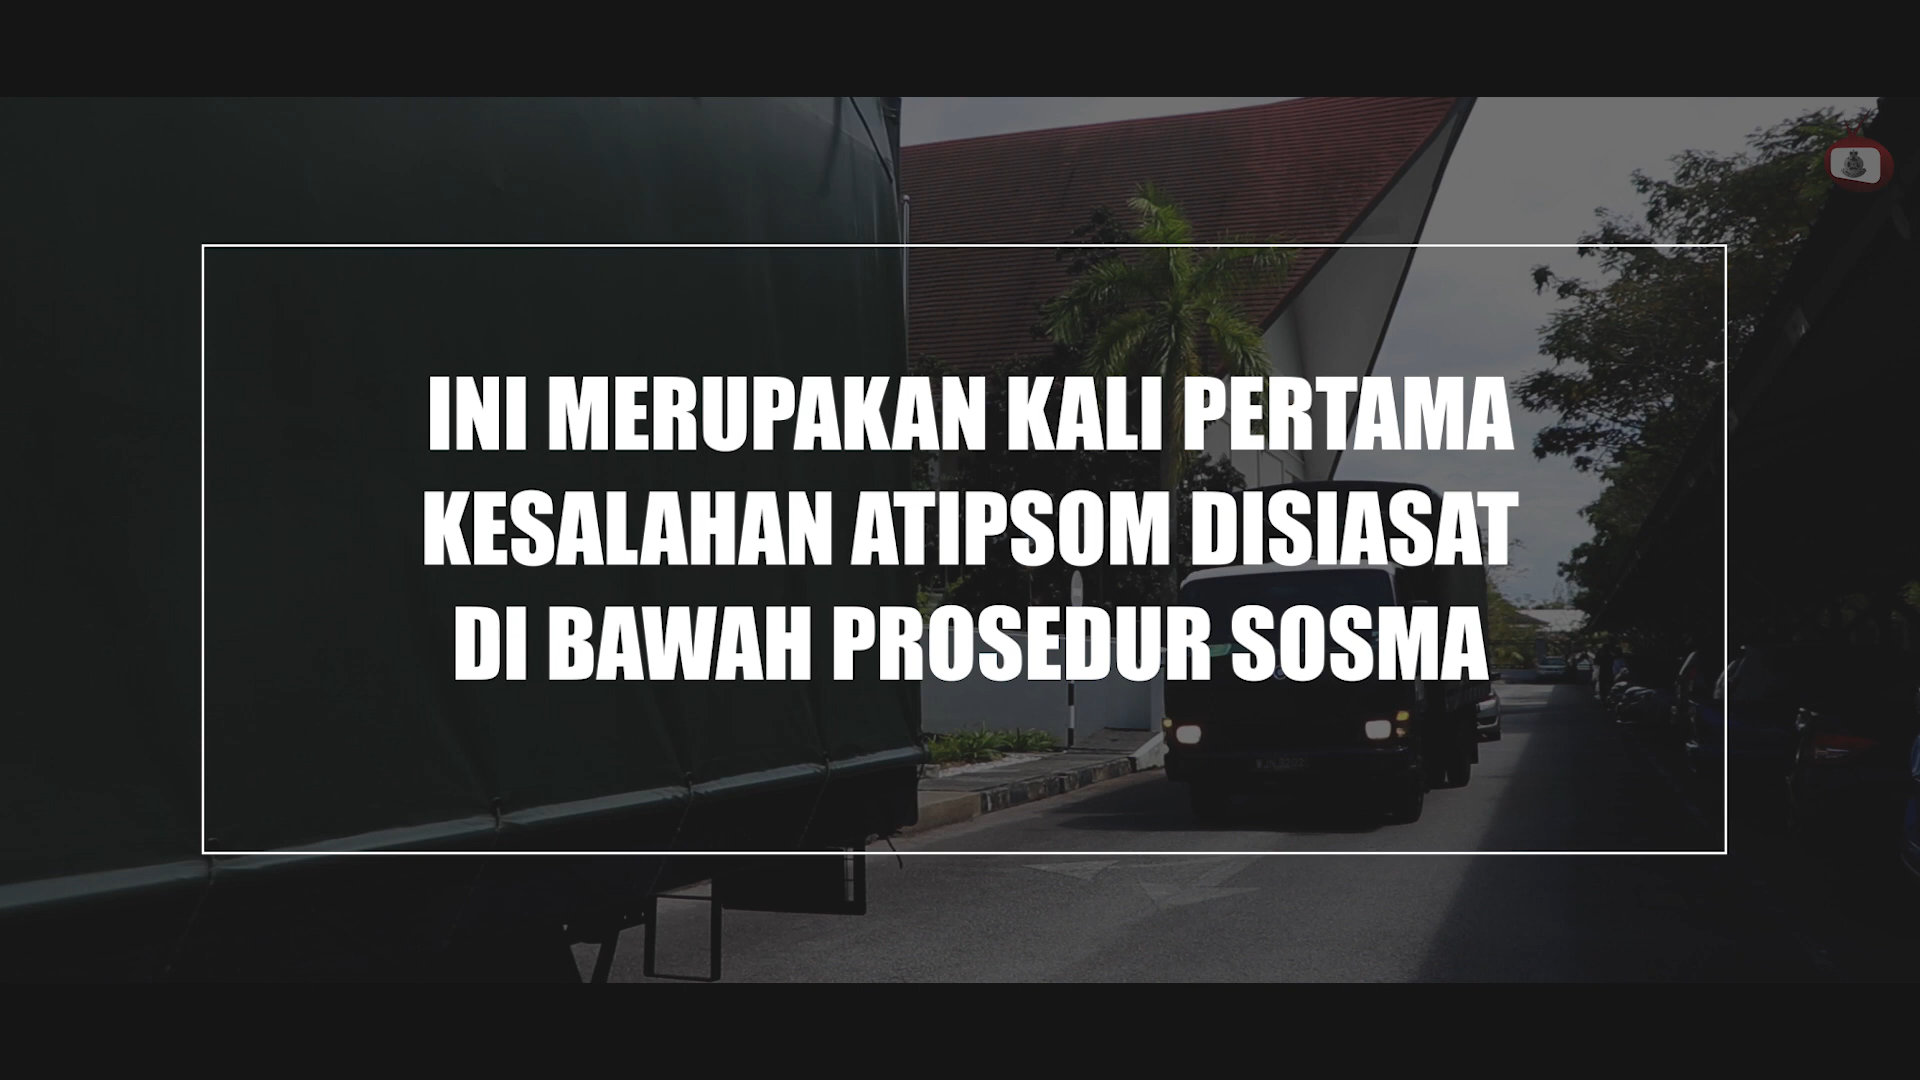 INI MERUPAKAN KALI PERTAMA
KESALAHAN ATIPSOM DISIASAT
DI BAWAH PROSEDUR SOSMA